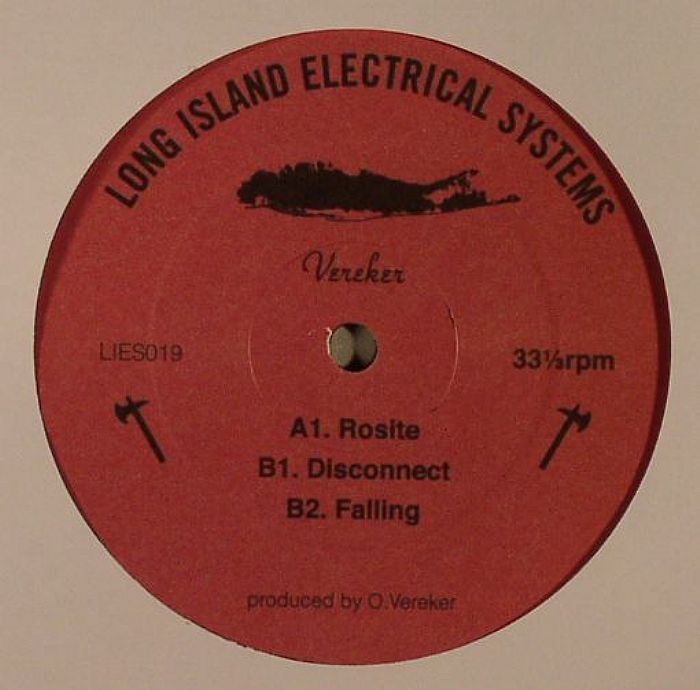 LONG ISLAND ELECTRICAL SYSTEMS
Vereker
LIES019
33⅓rpm
A1. Rosite
B1. Disconnect
B2. Falling
produced by O.Vereker